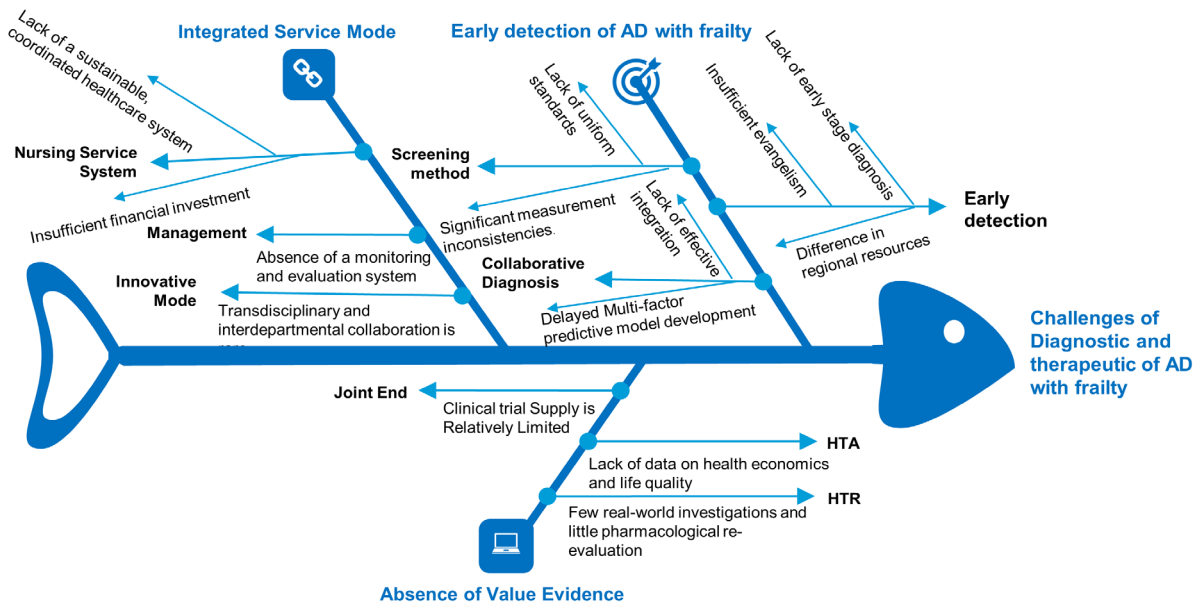 Integrated Service Mode
Lack of a sustainable,
coordinated healthcare system
Nursing Service
System
Insufficient financial investment
Management
Absence of a monitoring
and evaluation system
Innovative
Mode
Transdisciplinary and
interdepartmental collaboration is
Early detection of AD with frailty
Lack of uniform
standards
Screening
method
Significant measurement
inconsistencies.
Insufficient evangelism
Lack of early stage diagnosis
Early
detection
Difference in
regional resources
Lack of effective
integration
Collaborative
Diagnosis
Delayed Multi-factor
predictive model development
Challenges of
Diagnostic and
therapeutic of AD
with frailty
Joint End
Clinical trial Supply is
Relatively Limited
HTA
Lack of data on health economics
and life quality
HTR
Few real-world investigations and
little pharmacological re-
evaluation
Absence of Value Evidence